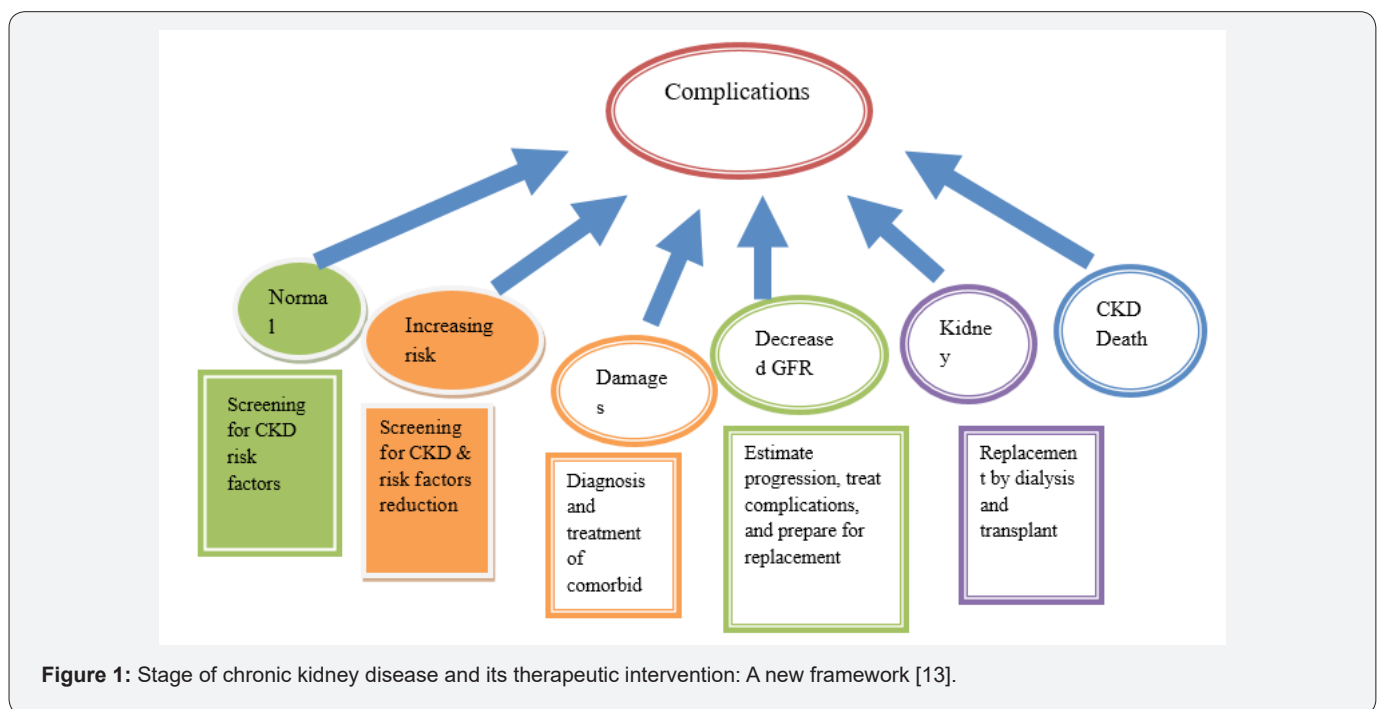 Complications
Norma
l
Increasing
risk
Damage
s
Decrease
d GFR
Kidne
y
CKD
Death
Screening
for CKD
risk
factors
Screening
for CKD &
risk factors
reduction
Diagnosis
and
treatment
of
comorbid
Estimate
progression, treat
complications,
and prepare for
replacement
Replacemen
t by dialysis
and
transplant
Figure 1: Stage of chronic kidney disease and its therapeutic intervention: A new framework [13].